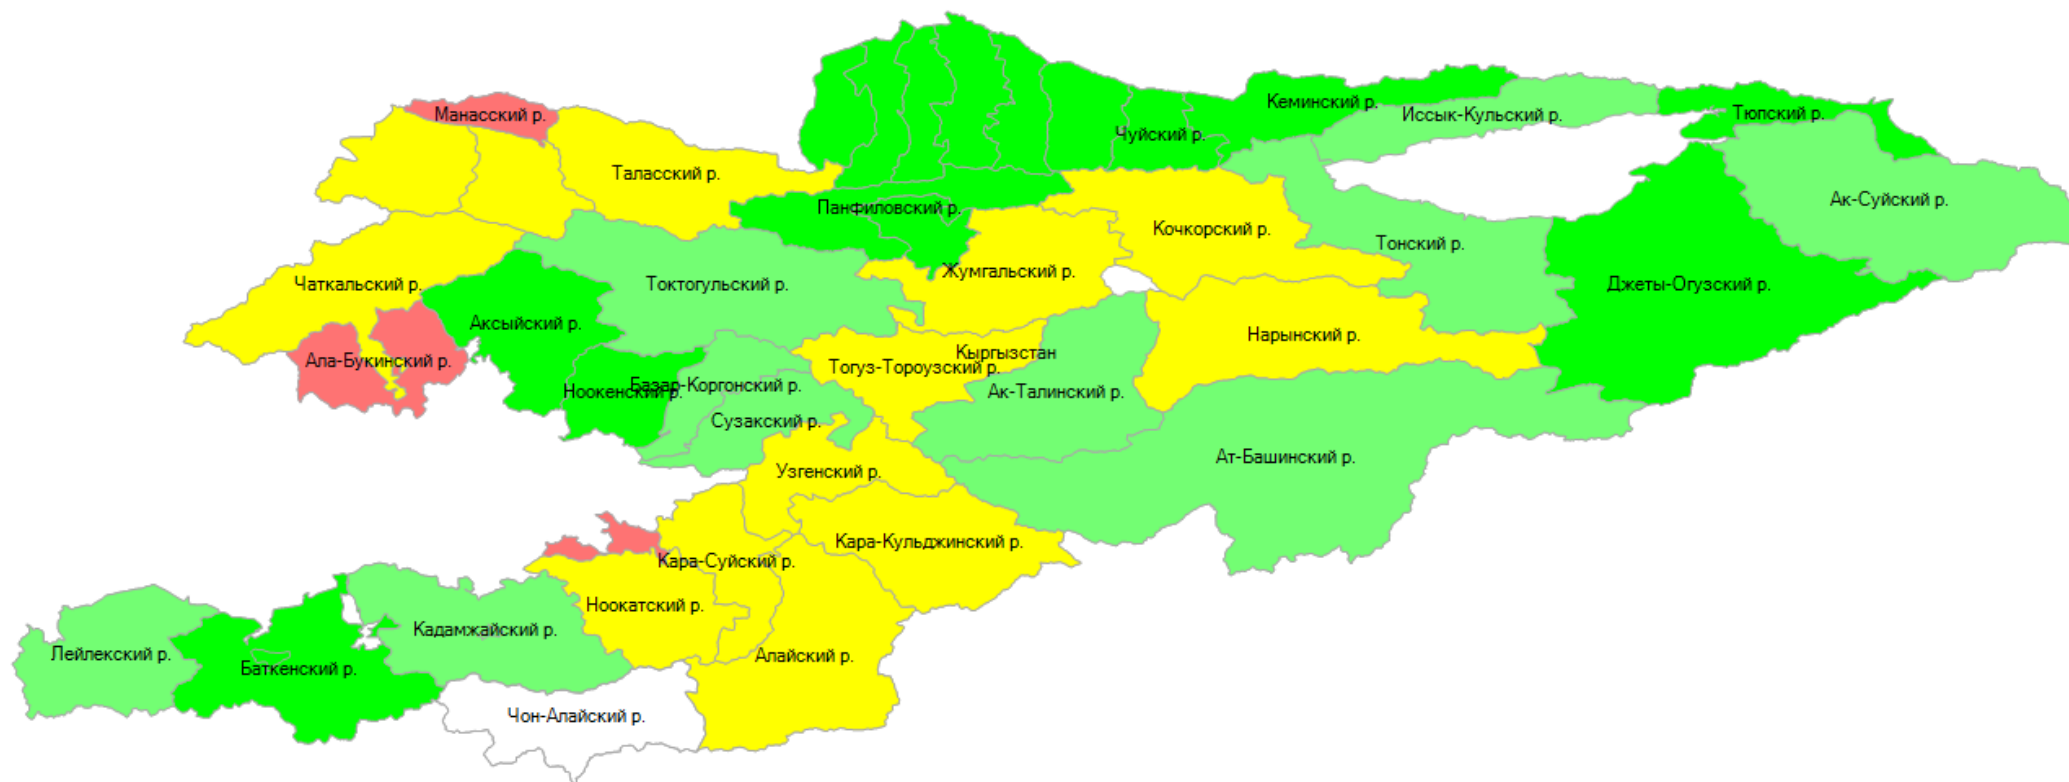 Кеминский р.
Манасский р.
Иссык-Кульский р.
Тюпский р.
Чуйский р.
Таласский р.
Ак-Суйский р.
Панфиловский р.
Кочкорский р.
Тонский р.
Жумгальский р.
Чаткальский р.
Токтогульский р.
Джеты-Огузский р.
Аксыйский р.
Нарынский р.
Кыргызстан
Ала-Букинский р.
Тогуз-Тороузский р.
Базар-Коргонский р.
Ноокенский р.
Ак-Талинский р.
Сузакский р.
Ат-Башинский р.
Узгенский р.
Кара-Кульджинский р.
Кара-Суйский р.
Ноокатский р.
Кадамжайский р.
Лейлекский р.
Алайский р.
Баткенский р.
Чон-Алайский р.